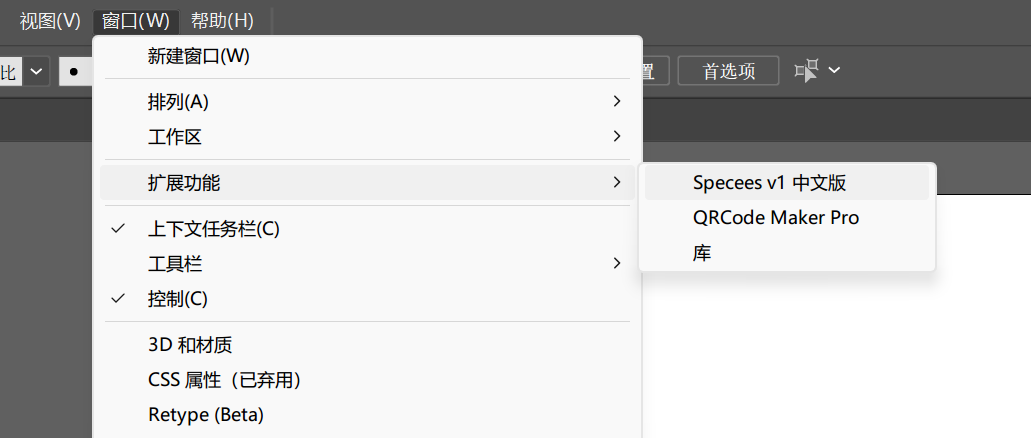 视图(V) 窗口(W) 帮助(H)
比 置 首选项
新建窗口(W)
排列(A)
工作区
扩展功能
Specees v1 中文版
QRCode Maker Pro
库
上下文任务栏(C)
工具栏
控制(C)
3D 和材质
CSS 属性（已弃用）
Retype (Beta)